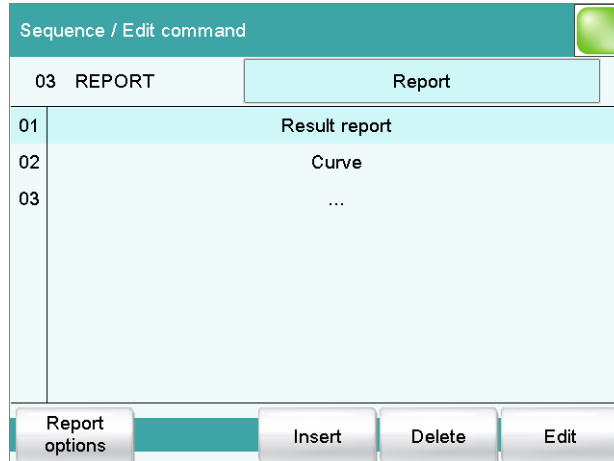 Sequence / Edit command
03 REPORT Report
01 Result report
02 Curve
03 ...
Report
options
Insert Delete Edit